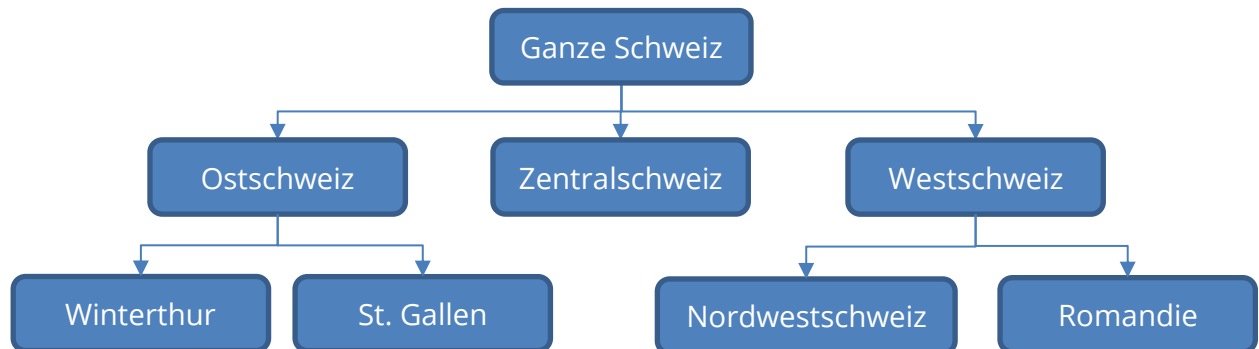 Ganze Schweiz
Ostschweiz
Zentralschweiz
Westschweiz
Winterthur
St. Gallen
Nordwestschweiz
Romandie